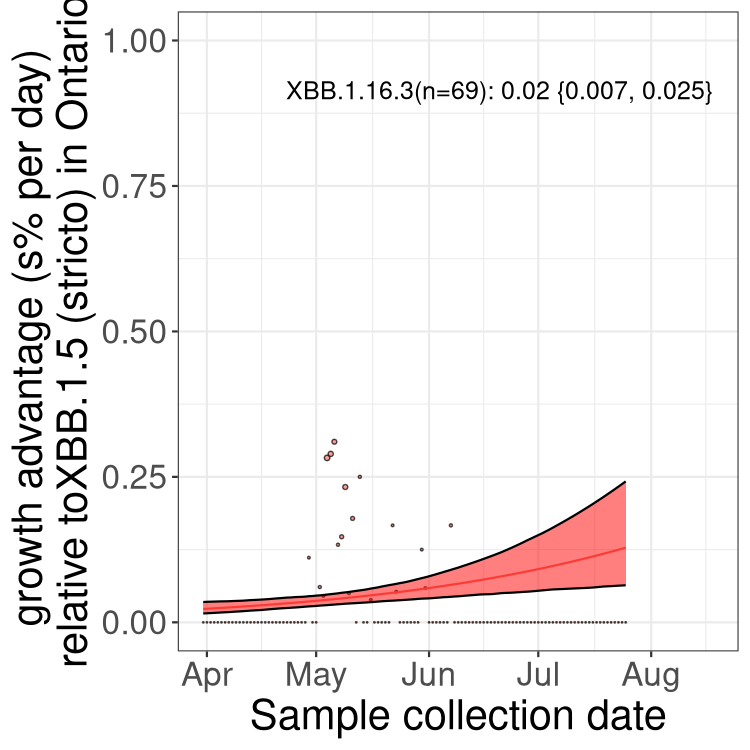 growth advantage (s% per day)
relative toXBB.1.5 (stricto) in Ontario
1.00
0.75
0.50
0.25
0.00
XBB.1.16.3(n=69): 0.02 {0.007, 0.025}
Apr May Jun Jul Aug
Sample collection date